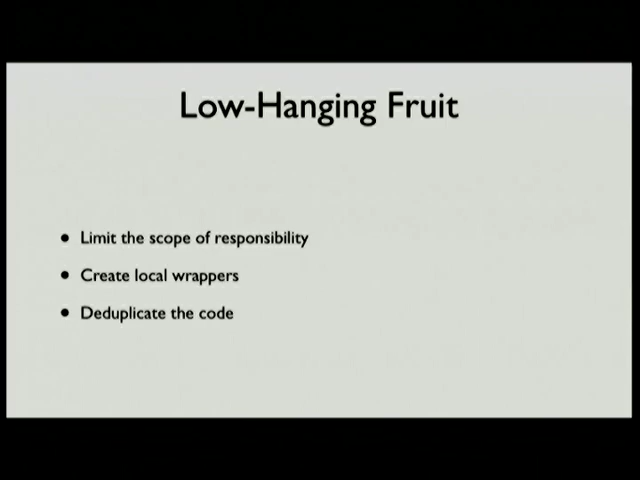 Low-Hanging Fruit
• Limit the scope of responsibility
• Create local wrappers
• Deduplicate the code